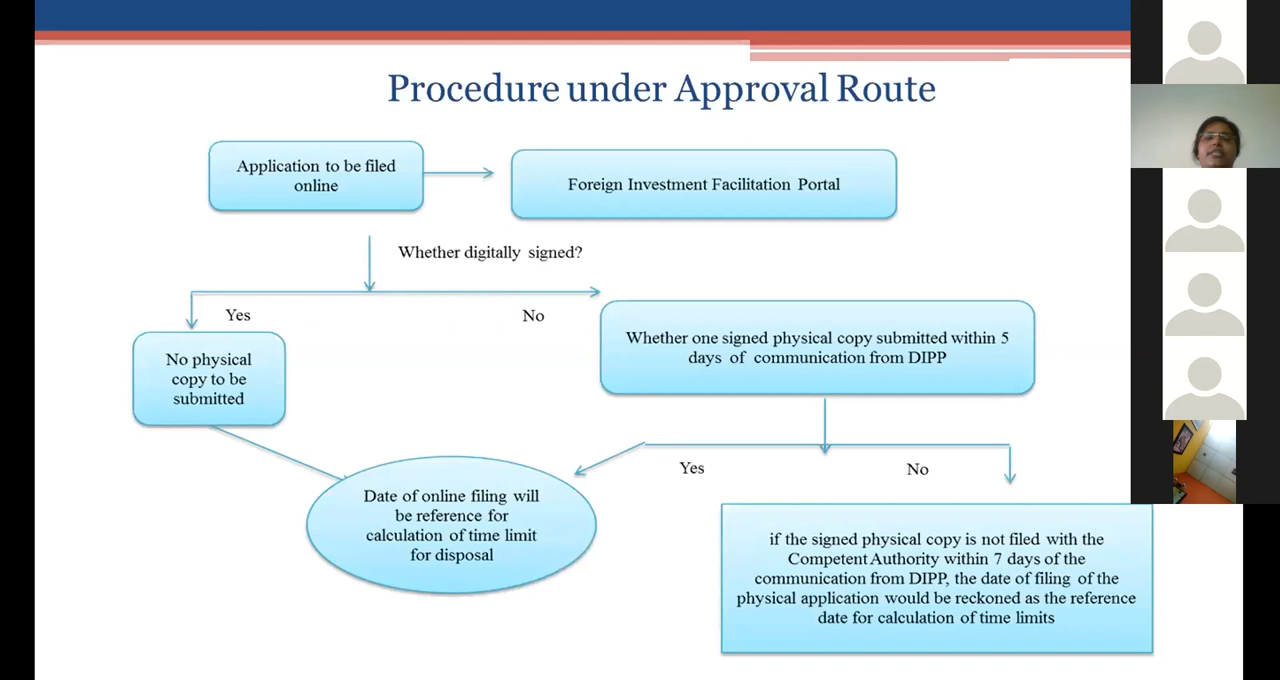 Procedure under Approval Route
Application to be filed
online
Foreign Investment Facilitation Portal
Whether digitally signed?
Yes
No
No physical
copy to be
submitted
Whether one signed physical copy submitted within 5
days of communication from DIPP
Yes
No
Date of online filing will
be reference for
calculation of time limit
for disposal
if the signed physical copy is not filed with the
Competent Authority within 7 days of the
communication from DIPP, the date of filing of the
physical application would be reckoned as the reference
date for calculation of time limits